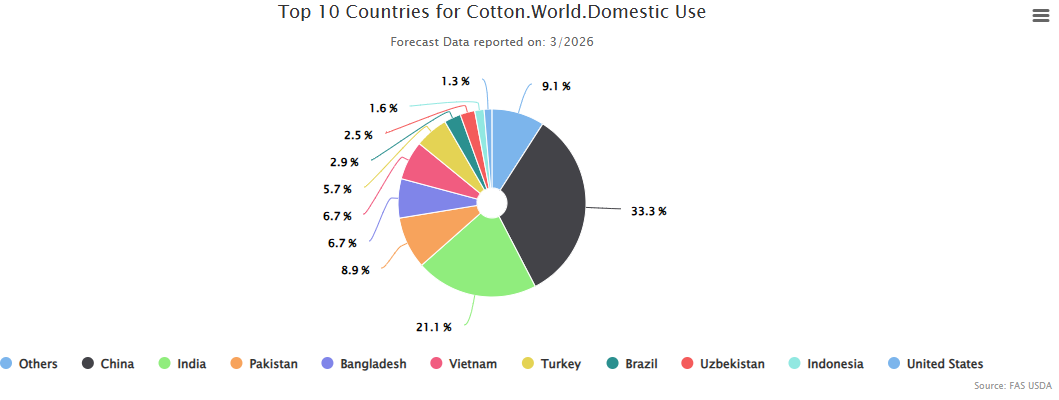 Top 10 Countries for Cotton.World.Domestic Use
Forecast Data reported on: 3/2026
1.3 %
9.1 %
1.6 %
2.5 %
2.9 %
5.7 %
6.7 %
33.3 %
6.7 %
8.9 %
21.1 %
Others China India Pakistan Bangladesh Vietnam Turkey Brazil Uzbekistan Indonesia United States
Source: FAS USDA